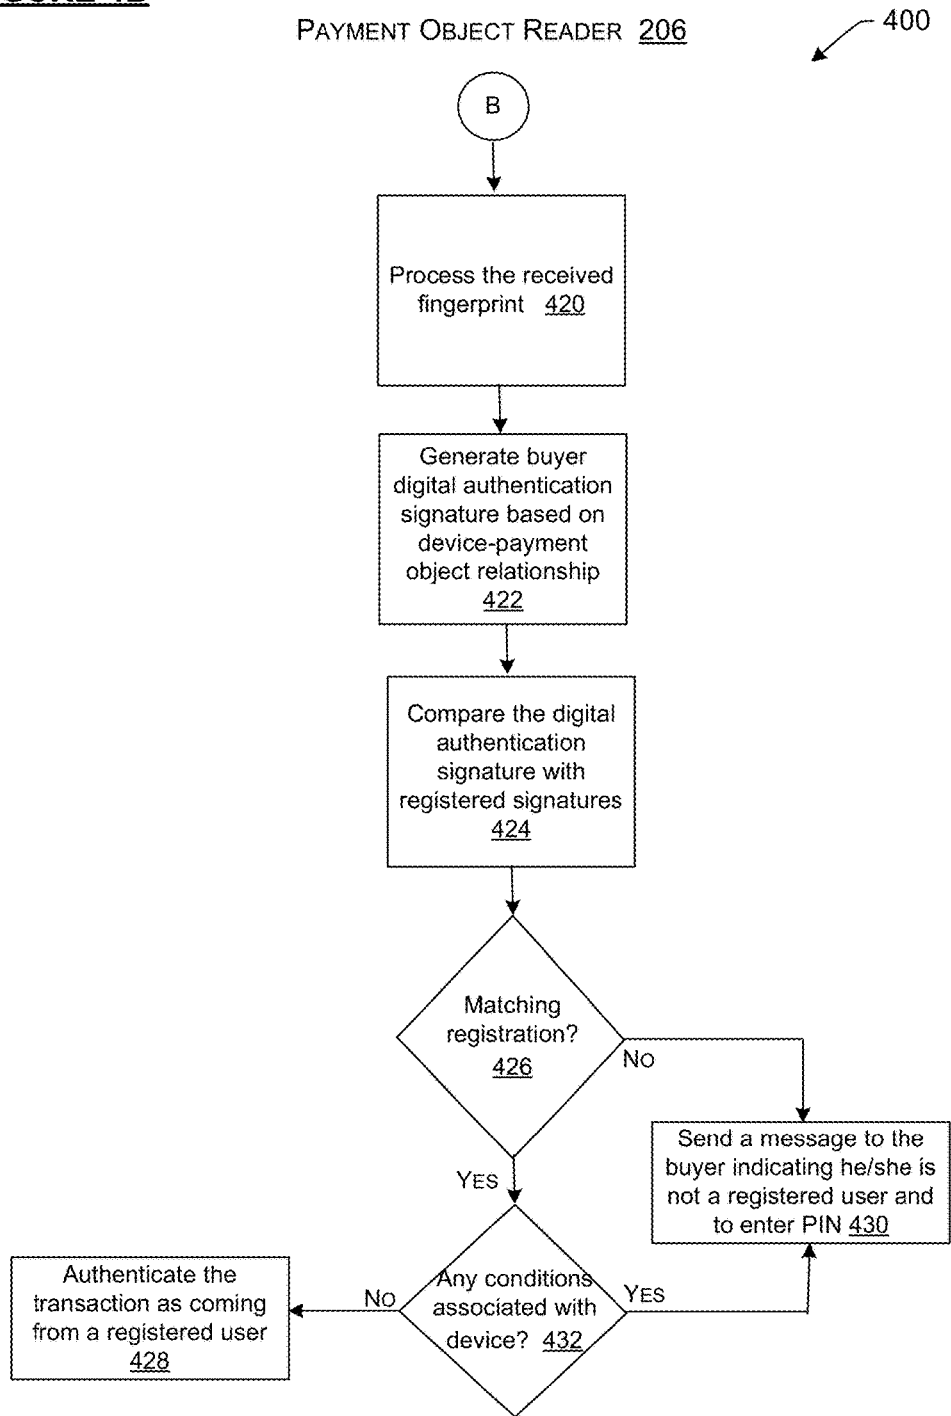 PAYMENT OBJECT READER 206
400
B
Process the received
fingerprint 420
Generate buyer
digital authentication
signature based on
device-payment
object relationship
422
Compare the digital
authentication
signature with
registered signatures
424
Matching
registration?
426
NO
YES
Send a message to the
buyer indicating he/she is
not a registered user and
to enter PIN 430
Any conditions
associated with
device? 432
YES
NO
Authenticate the
transaction as coming
from a registered user
428